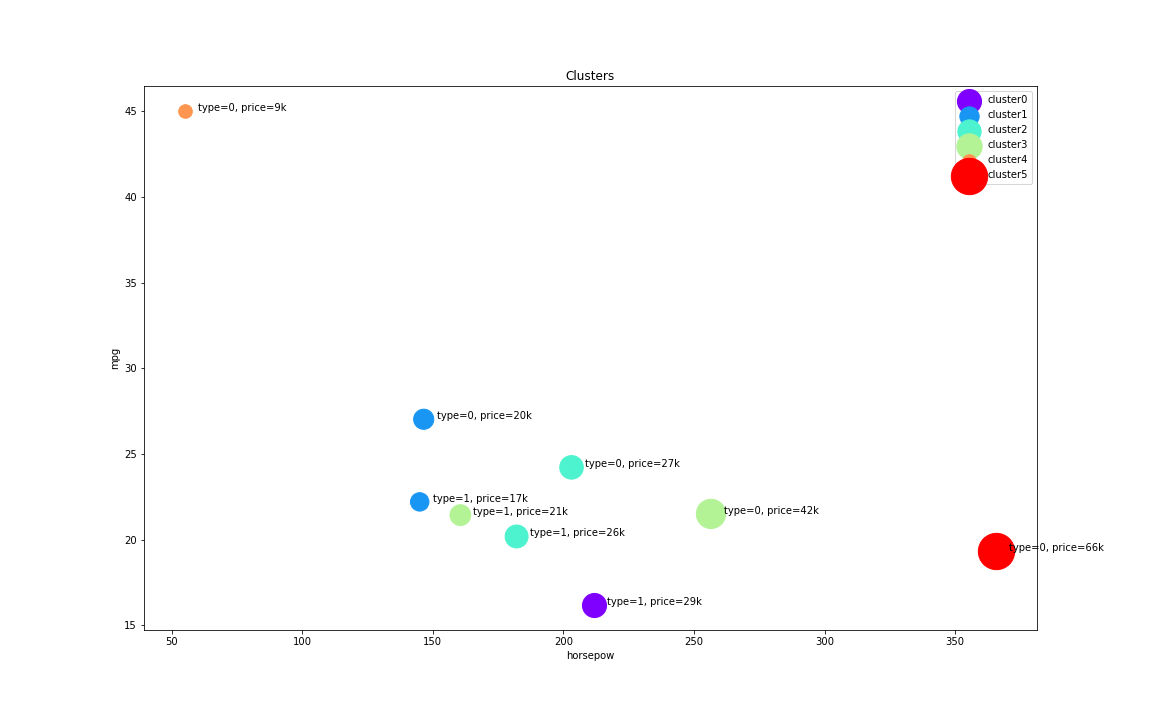 Clusters
cluster0
cluster1
cluster2
cluster3
cluster4
cluster5
type=0, price=9k
type=0, price=20k
type=0, price=27k
type=1, price=17k
type=1, price=21k
type=0, price=42k
type=1, price=26k
type=0, price=66k
type=1, price=29k
45
40
35
30
25
20
15
mpg
50
100
150
200
250
300
350
horsepow